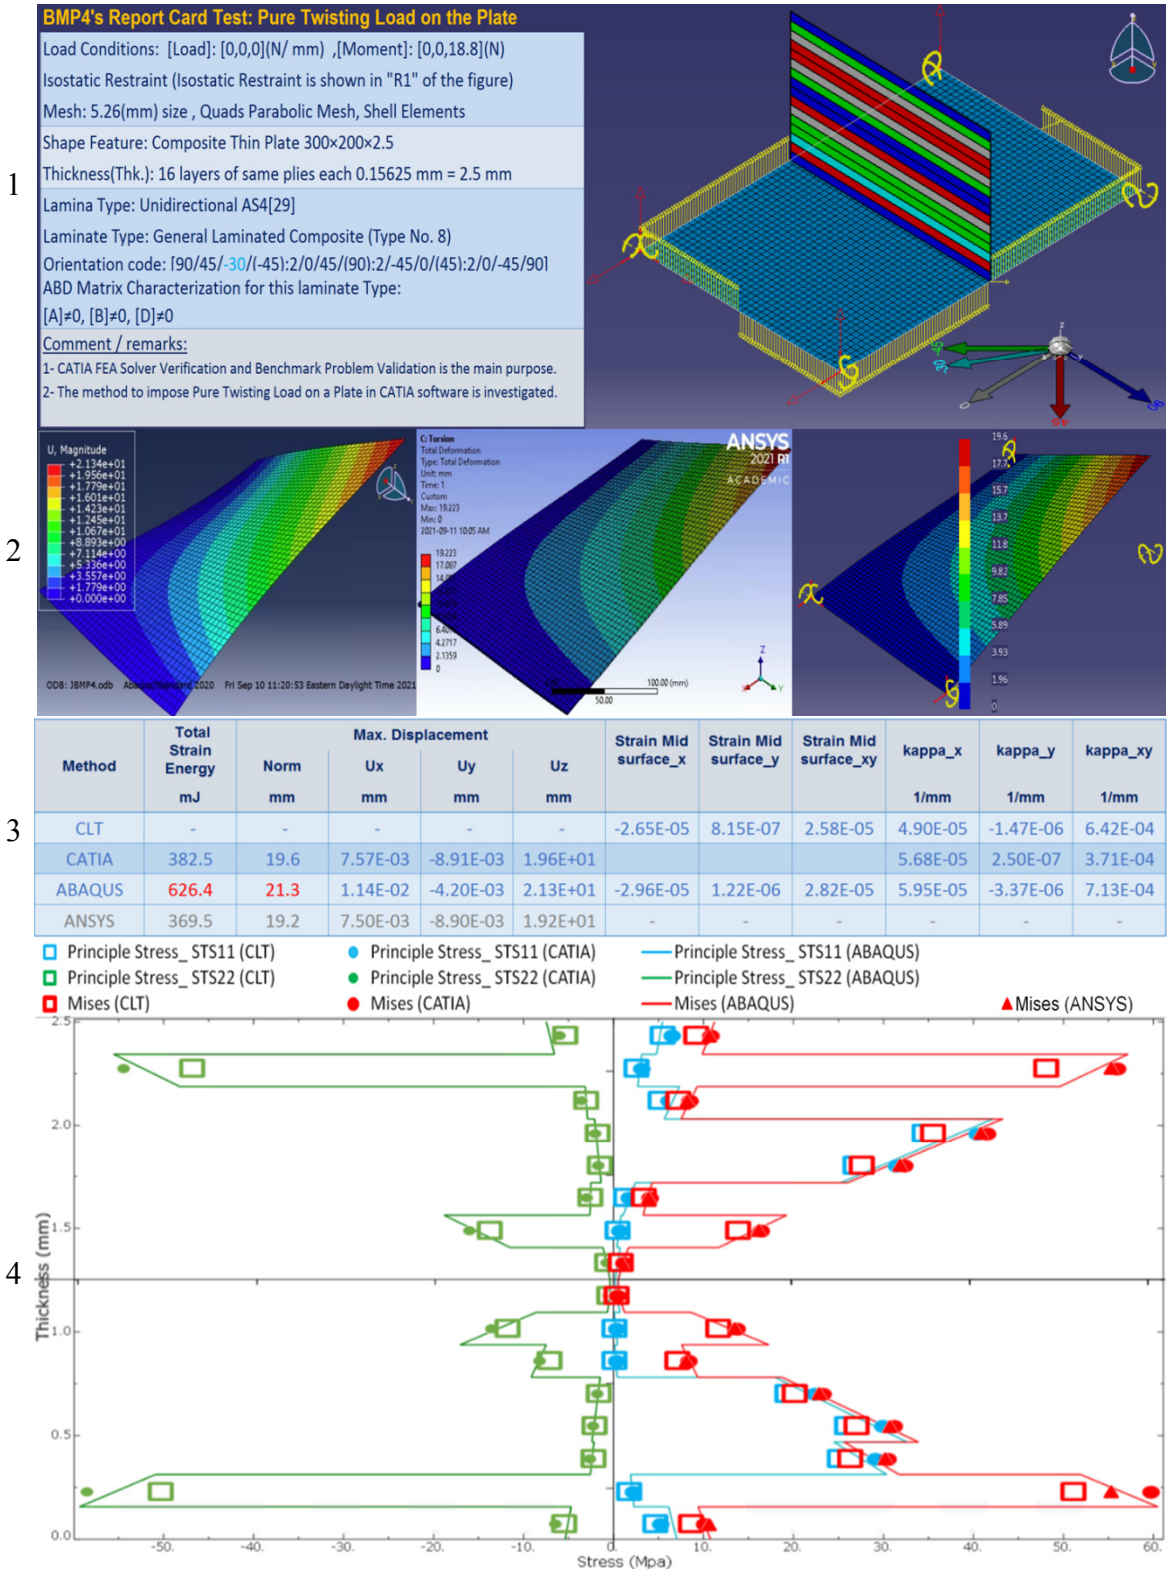 BMP4's Report Card Test: Pure Twisting Load on the Plate
Load Conditions: [Load]: [0,0,0](N/ mm) ,[Moment]: [0,0,18.8](N)
Isostatic Restraint (Isostatic Restraint is shown in "R1" of the figure)
Mesh: 5.26(mm) size , Quads Parabolic Mesh, Shell Elements
Shape Feature: Composite Thin Plate 300×200×2.5
Thickness(Thk.): 16 layers of same plies each 0.15625 mm = 2.5 mm
Lamina Type: Unidirectional AS4[29]
Laminate Type: General Laminated Composite (Type No. 8)
Orientation code: [90/45/-30/(-45):2/0/45/(90):2/-45/0/(45):2/0/-45/90]
ABD Matrix Characterization for this laminate Type:
[A]≠0, [B]≠0, [D]≠0
Comment / remarks:
1- CATIA FEA Solver Verification and Benchmark Problem Validation is the main purpose.
2- The method to impose Pure Twisting Load on a Plate in CATIA software is investigated.
1
z
0
U, Magnitude
+2.134e+01
+1.956e+01
+1.779e+01
+1.601e+01
+1.423e+01
+1.245e+01
+1.067e+01
+8.893e+00
+7.114e+00
+5.336e+00
+3.557e+00
+1.779e+00
+0.000e+00
ODB: JBMP4.odb Abaqus/Standard 2020 Fri Sep 10 11:20:53 Eastern Daylight Time 2021
C: Torsion
Total Deformation
Type: Total Deformation
Unit: mm
Time: 1
Custom
Max: 19.223
Min: 0
2021-09-11 10:05 AM
19.223
17.087
4.2717
2.1359
0
ANSYS
2021 R1
ACADEMIC
100.00 (mm)
50.00
Z
X
Y
19.6
17.7
15.7
13.7
11.8
9.82
7.85
5.89
3.93
1.96
0
2
Method Total Strain Energy Max. Displacement Strain Mid surface_x Strain Mid surface_y Strain Mid surface_xy kappa_x kappa_y kappa_xy
Norm Ux Uy Uz
mJ mm mm mm mm 1/mm 1/mm 1/mm
CLT - - - - - -2.65E-05 8.15E-07 2.58E-05 4.90E-05 -1.47E-06 6.42E-04
CATIA 382.5 19.6 7.57E-03 -8.91E-03 1.96E+01 5.68E-05 2.50E-07 3.71E-04
ABAQUS 626.4 21.3 1.14E-02 -4.20E-03 2.13E+01 -2.96E-05 1.22E-06 2.82E-05 5.95E-05 -3.37E-06 7.13E-04
ANSYS 369.5 19.2 7.50E-03 -8.90E-03 1.92E+01 - - - - - -
3
Principle Stress_ STS11 (CLT) Principle Stress_ STS11 (CATIA) Principle Stress_ STS11 (ABAQUS)
Principle Stress_ STS22 (CLT) Principle Stress_ STS22 (CATIA) Principle Stress_ STS22 (ABAQUS)
Mises (CLT) Mises (CATIA) Mises (ABAQUS) Mises (ANSYS)
2.5
2.0
1.5
1.0
0.5
0.0
Thickness (mm)
4
-50. -40. -30. -20. -10. 0. 10. 20. 30. 40. 50. 60.
Stress (Mpa)